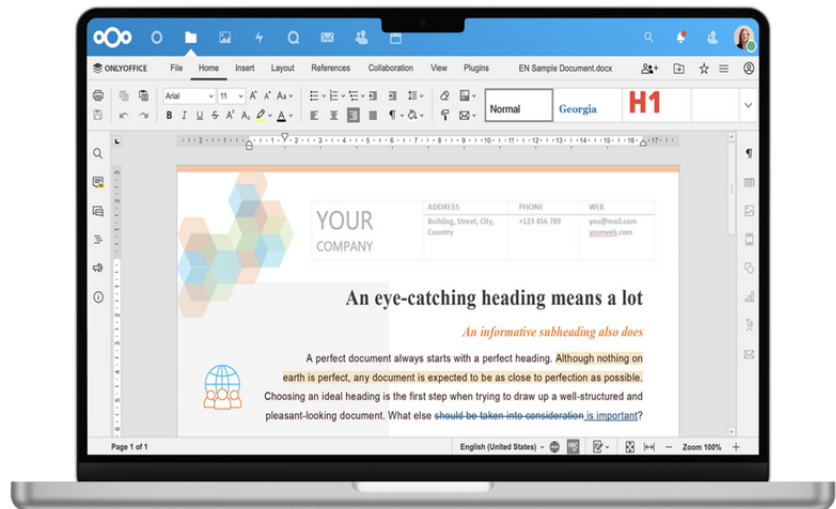 ONLYOFFICE File Home Insert Layout References Collaboration View Plugins EN Sample Document.docx
Arial 11 Aa
B I U S A A
Normal Georgia H1
YOUR
COMPANY
ADDRESS PHONE WEB
Building, Street, City, +123 456 789 you@mail.com
Country yourweb.com
An eye-catching heading means a lot
An informative subheading also does
A perfect document always starts with a perfect heading. Although nothing on
earth is perfect, any document is expected to be as close to perfection as possible.
Choosing an ideal heading is the first step when trying to draw up a well-structured and
pleasant-looking document. What else should be taken into consideration is important?
Page 1 of 1 English (United States) Zoom 100%